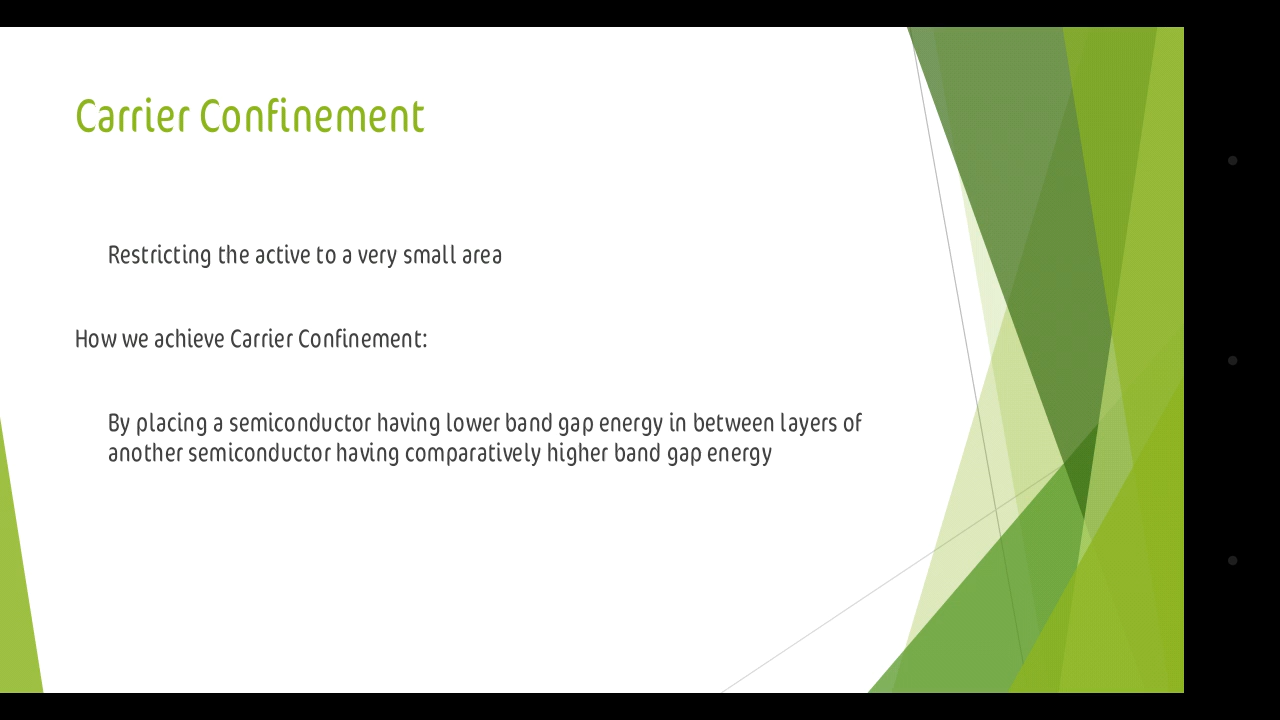 Carrier Confinement
Restricting the active to a very small area
How we achieve Carrier Confinement:
By placing a semiconductor having lower band gap energy in between layers of
another semiconductor having comparatively higher band gap energy